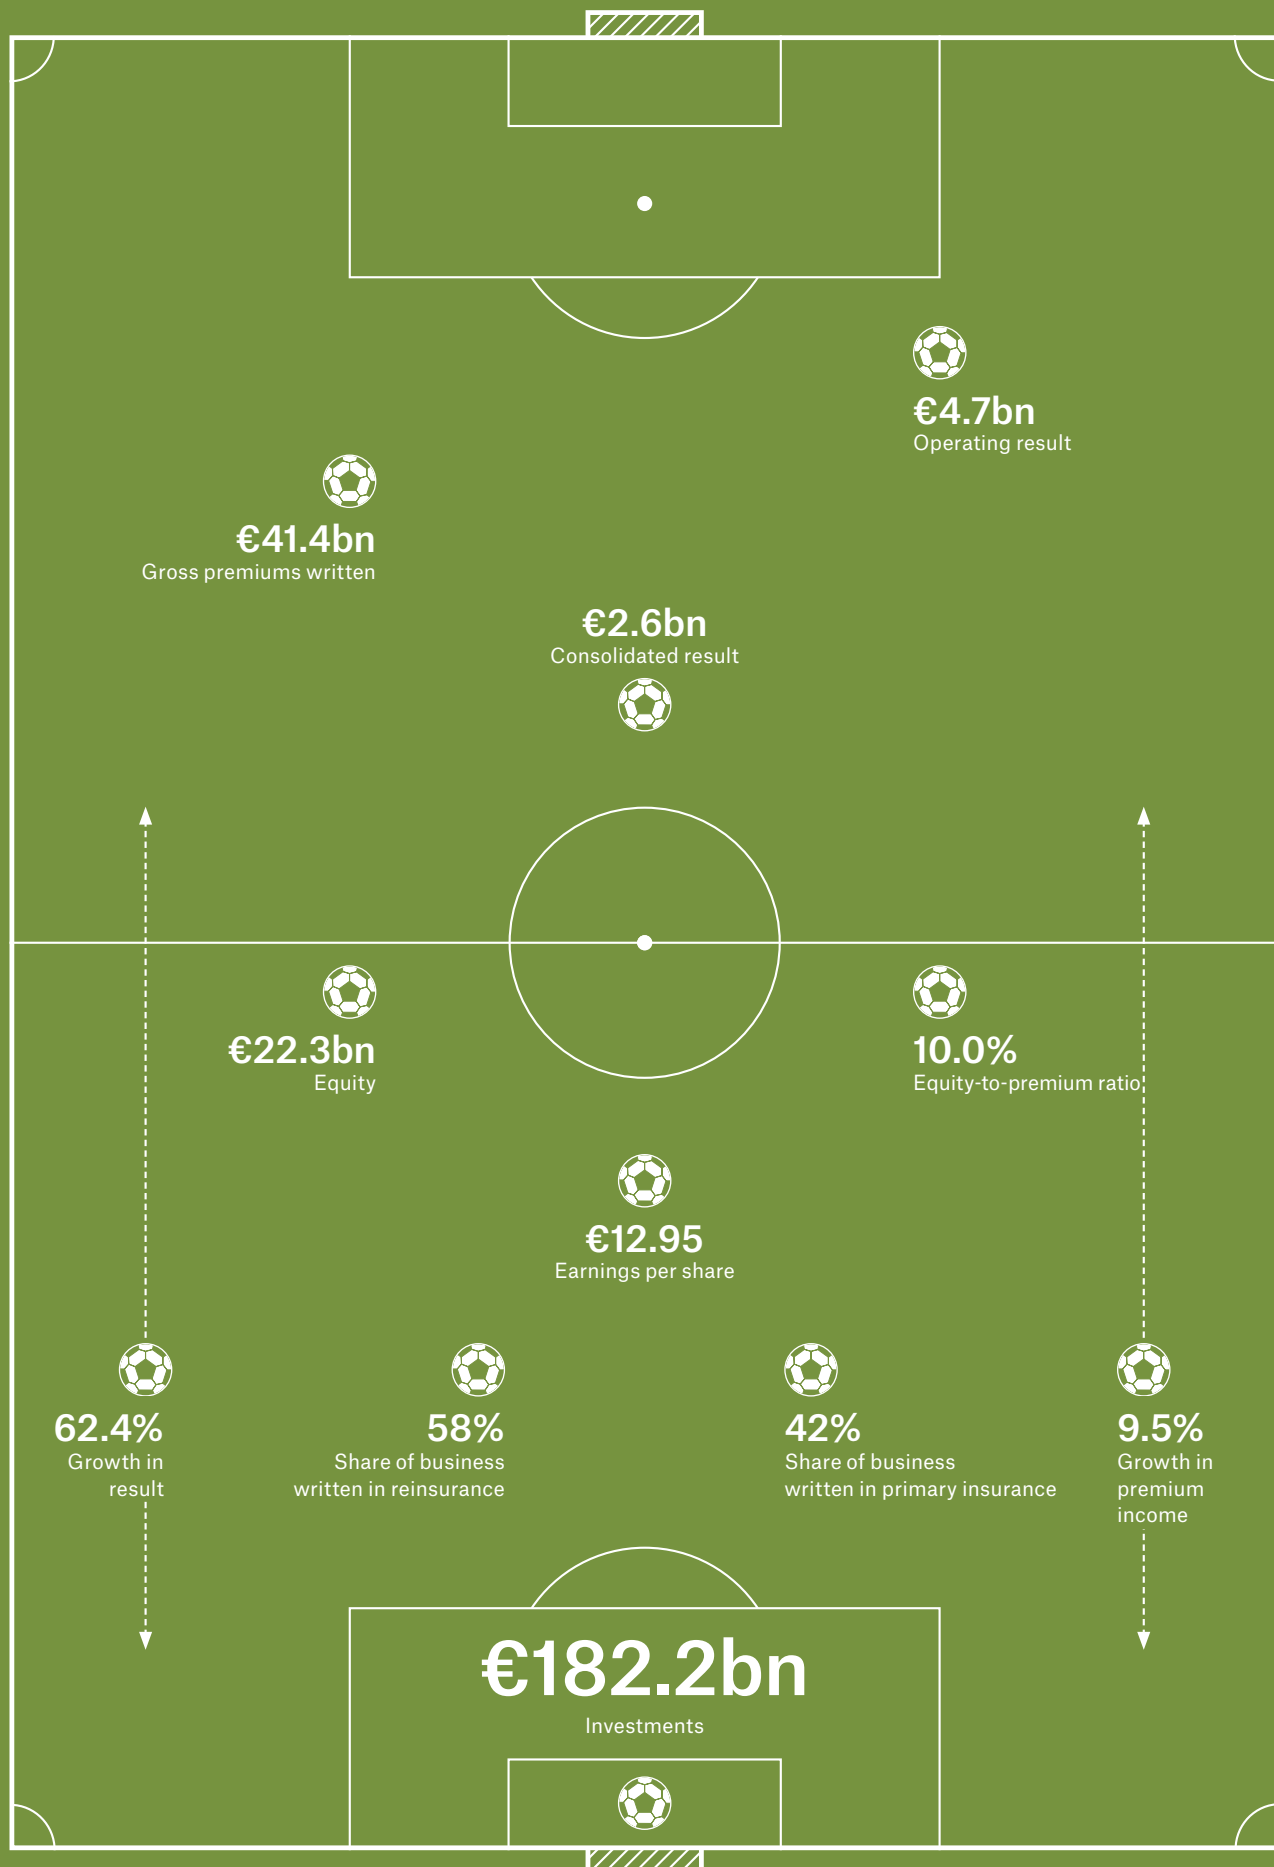 €4.7bn
Operating result
€41.4bn
Gross premiums written
€2.6bn
Consolidated result
€22.3bn
Equity
10.0%
Equity-to-premium ratio
€12.95
Earnings per share
62.4%
Growth in
result
58%
Share of business
written in reinsurance
42%
Share of business
written in primary insurance
9.5%
Growth in
premium
income
€182.2bn
Investments